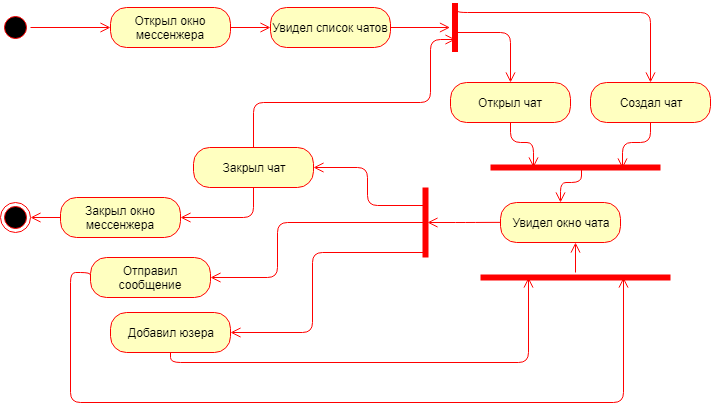 Открыл окно
мессенжера
Увидел список чатов
Открыл чат
Создал чат
Закрыл чат
Закрыл окно
мессенжера
Увидел окно чата
Отправил
сообщение
Добавил юзера